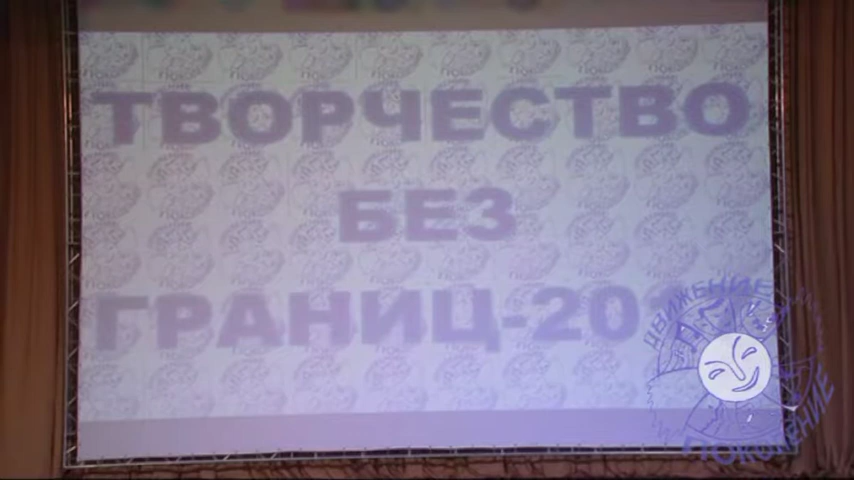 ТВОРЧЕСТВО
БЕЗ
ГРАНИЦ-20
ДВИЖЕНИЕ
ПОКОЛЕНИЕ